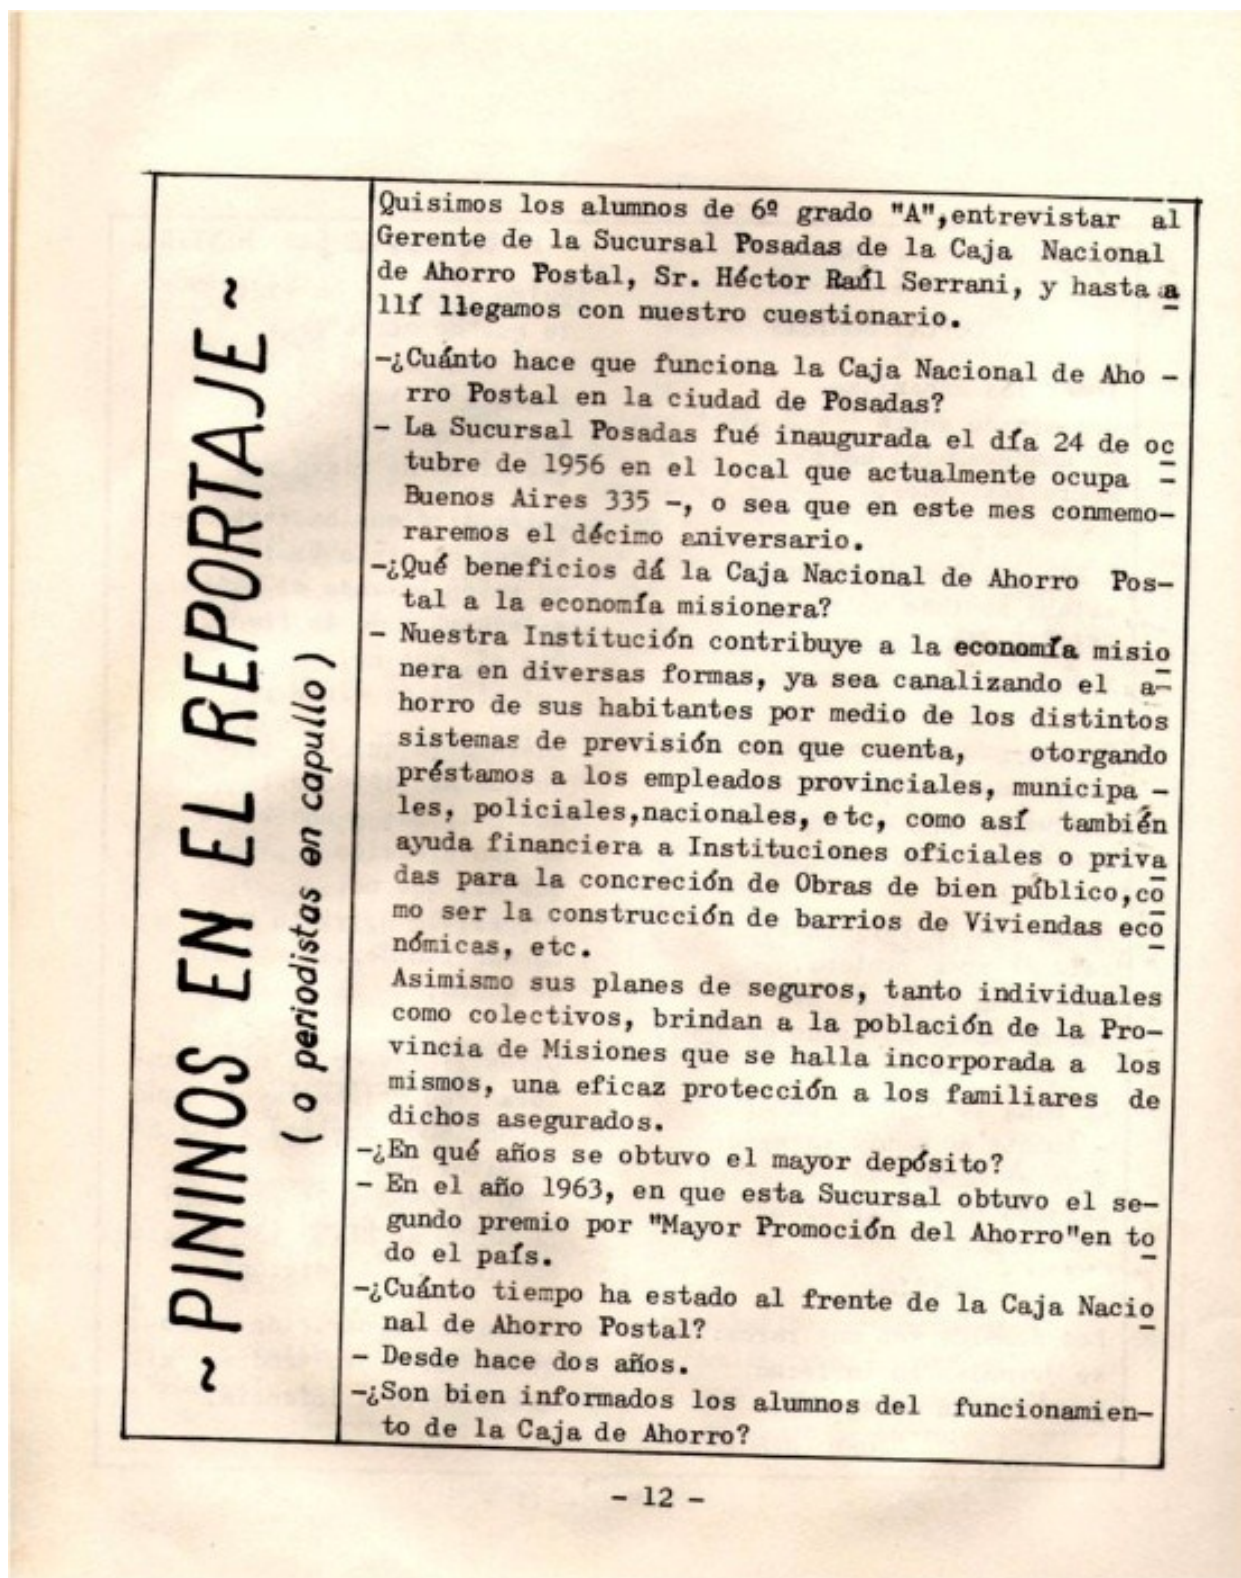 ~ PININOS EN EL REPORTAJE ~
( o periodistas en capullo )
Quisimos los alumnos de 6º grado "A",entrevistar al
Gerente de la Sucursal Posadas de la Caja Nacional
de Ahorro Postal, Sr. Héctor Raúl Serrani, y hasta a
llí llegamos con nuestro cuestionario.
-¿Cuánto hace que funciona la Caja Nacional de Aho -
rro Postal en la ciudad de Posadas?
- La Sucursal Posadas fué inaugurada el día 24 de oc
tubre de 1956 en el local que actualmente ocupa -
Buenos Aires 335 -, o sea que en este mes conmemo-
raremos el décimo aniversario.
-¿Qué beneficios dá la Caja Nacional de Ahorro Pos-
tal a la economía misionera?
- Nuestra Institución contribuye a la economía misio
nera en diversas formas, ya sea canalizando el a-
horro de sus habitantes por medio de los distintos
sistemas de previsión con que cuenta, otorgando
préstamos a los empleados provinciales, municipa -
les, policiales,nacionales, etc, como así también
ayuda financiera a Instituciones oficiales o priva
das para la concreción de Obras de bien público,co
mo ser la construcción de barrios de Viviendas eco
nómicas, etc.
Asimismo sus planes de seguros, tanto individuales
como colectivos, brindan a la población de la Pro-
vincia de Misiones que se halla incorporada a los
mismos, una eficaz protección a los familiares de
dichos asegurados.
-¿En qué años se obtuvo el mayor depósito?
- En el año 1963, en que esta Sucursal obtuvo el se-
gundo premio por "Mayor Promoción del Ahorro"en to
do el país.
-¿Cuánto tiempo ha estado al frente de la Caja Nacio
nal de Ahorro Postal?
- Desde hace dos años.
-¿Son bien informados los alumnos del funcionamien-
to de la Caja de Ahorro?
- 12 -